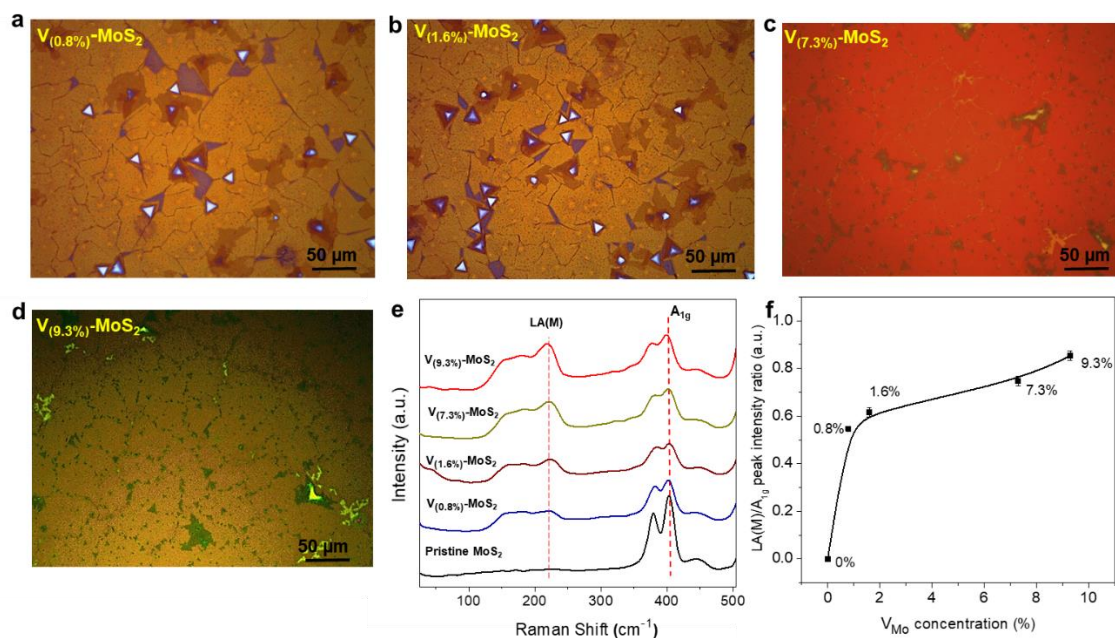 a
V(0.8%)-MoS2
50 μm
b
V(1.6%)-MoS2
50 μm
c
V(7.3%)-MoS2
50 μm
d
V(9.3%)-MoS2
50 μm
e
LA(M)
A1g
V(9.3%)-MoS2
V(7.3%)-MoS2
V(1.6%)-MoS2
V(0.8%)-MoS2
Pristine MoS2
Intensity (a.u.)
100 200 300 400 500
Raman Shift (cm-1)
f
LA(M)/A1g peak intensity ratio (a.u.)
1.0
0.8
0.6
0.4
0.2
0.0
0%
0.8%
1.6%
7.3%
9.3%
0 2 4 6 8 10
VMo concentration (%)